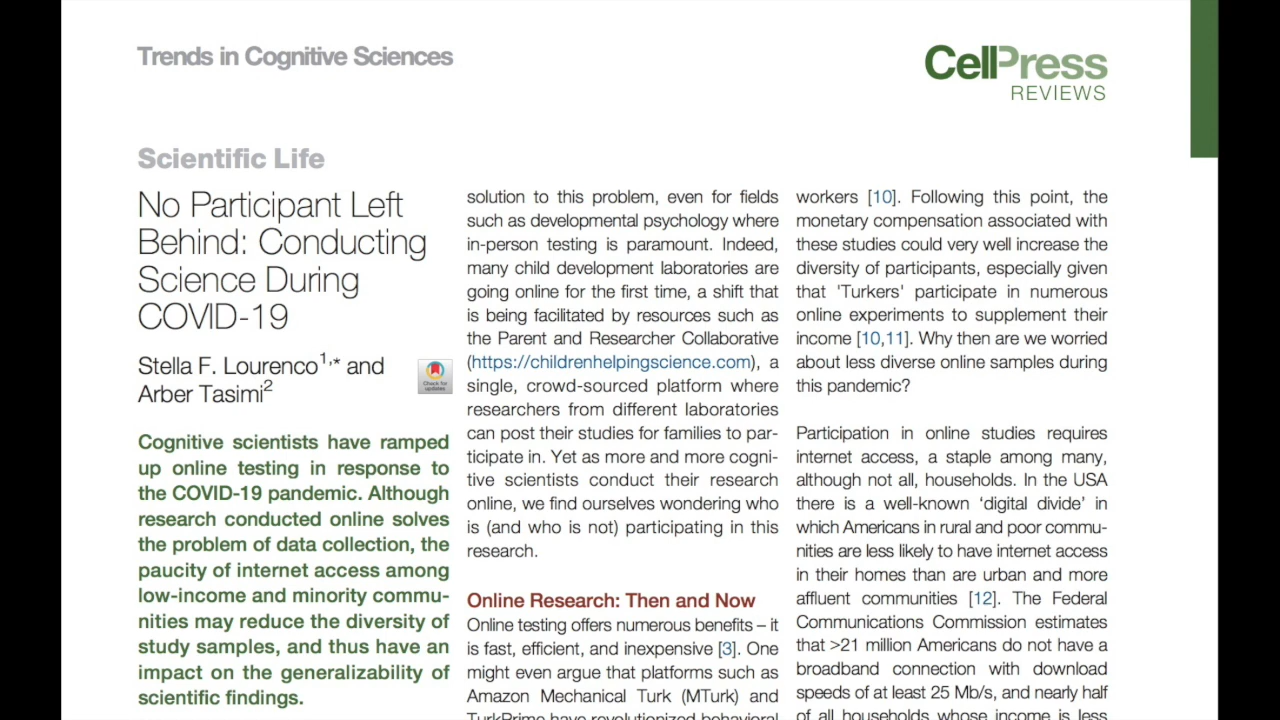 Trends in Cognitive Sciences
CellPress
REVIEWS
Scientific Life
No Participant Left
Behind: Conducting
Science During
COVID-19
Stella F. Lourenco1,* and
Arber Tasimi2
Check for
updates
Cognitive scientists have ramped
up online testing in response to
the COVID-19 pandemic. Although
research conducted online solves
the problem of data collection, the
paucity of internet access among
low-income and minority commu-
nities may reduce the diversity of
study samples, and thus have an
impact on the generalizability of
scientific findings.
solution to this problem, even for fields
such as developmental psychology where
in-person testing is paramount. Indeed,
many child development laboratories are
going online for the first time, a shift that
is being facilitated by resources such as
the Parent and Researcher Collaborative
(https://childrenhelpingscience.com), a
single, crowd-sourced platform where
researchers from different laboratories
can post their studies for families to par-
ticipate in. Yet as more and more cogni-
tive scientists conduct their research
online, we find ourselves wondering who
is (and who is not) participating in this
research.
Online Research: Then and Now
Online testing offers numerous benefits – it
is fast, efficient, and inexpensive [3]. One
might even argue that platforms such as
Amazon Mechanical Turk (MTurk) and
TurkPrime have revolutionized behavioral
workers [10]. Following this point, the
monetary compensation associated with
these studies could very well increase the
diversity of participants, especially given
that 'Turkers' participate in numerous
online experiments to supplement their
income [10,11]. Why then are we worried
about less diverse online samples during
this pandemic?
Participation in online studies requires
internet access, a staple among many,
although not all, households. In the USA
there is a well-known ‘digital divide’ in
which Americans in rural and poor commu-
nities are less likely to have internet access
in their homes than are urban and more
affluent communities [12]. The Federal
Communications Commission estimates
that >21 million Americans do not have a
broadband connection with download
speeds of at least 25 Mb/s, and nearly half
of all households whose income is less